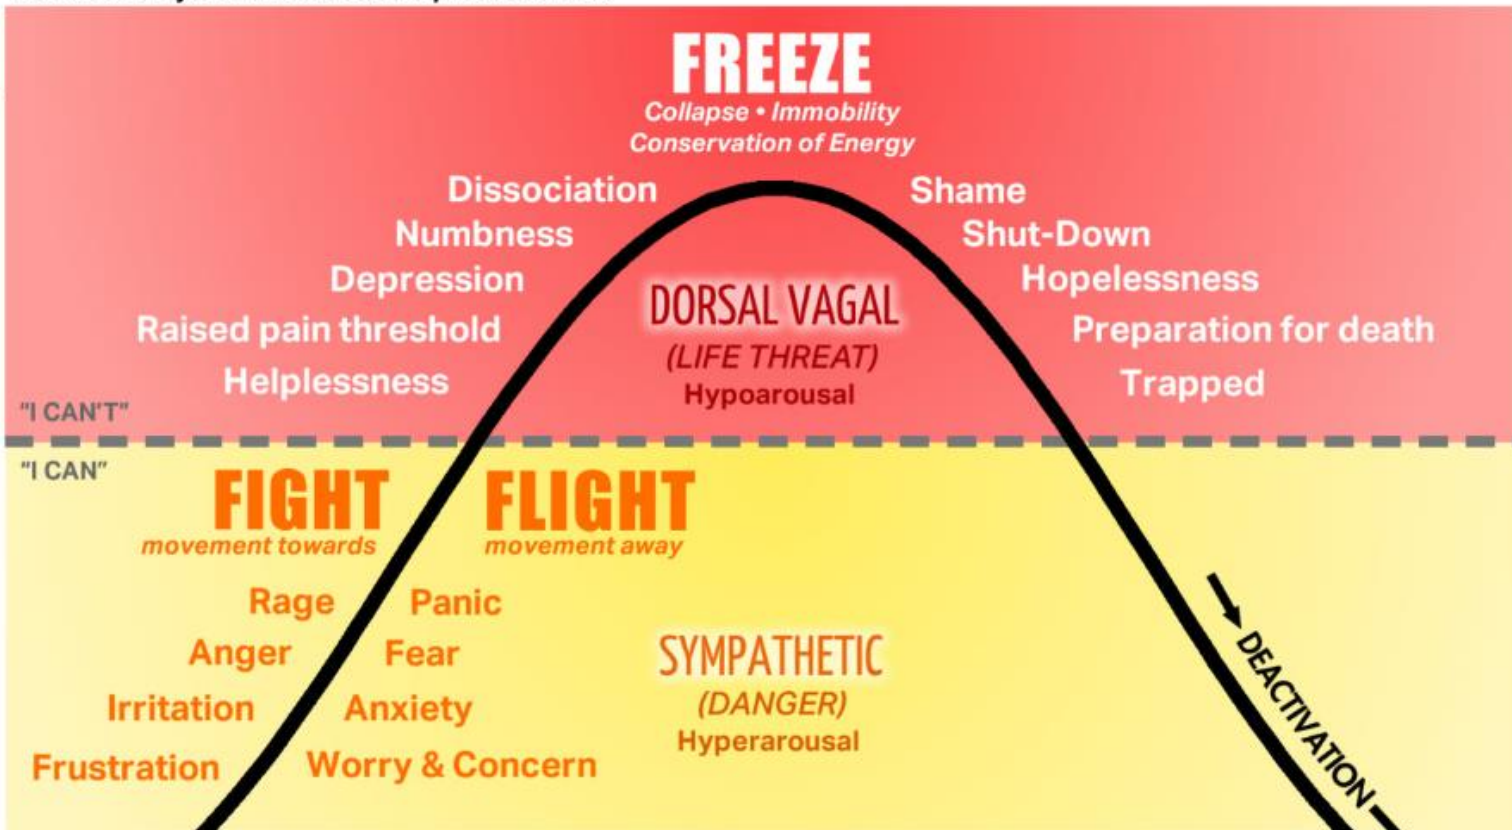 FREEZE
Collapse • Immobility
Conservation of Energy
Dissociation
Numbness
Depression
Raised pain threshold
Helplessness
Shame
Shut-Down
Hopelessness
Preparation for death
Trapped
DORSAL VAGAL
(LIFE THREAT)
Hypoarousal
"I CAN'T"
"I CAN"
FIGHT
movement towards
Rage
Anger
Irritation
Frustration
FLIGHT
movement away
Panic
Fear
Anxiety
Worry & Concern
SYMPATHETIC
(DANGER)
Hyperarousal
DEACTIVATION